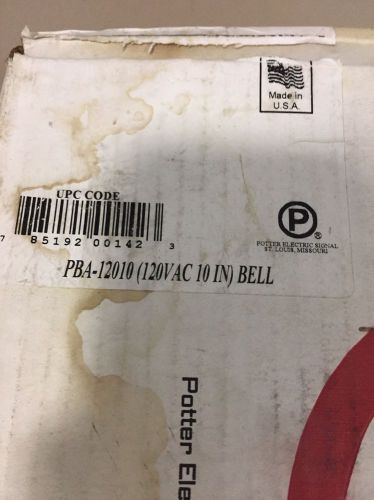 Made in
U.S.A.
UPC CODE
7 85192 00142 3
P
®
POTTER ELECTRIC SIGNAL
ST. LOUIS, MISSOURI
PBA-12010 (120VAC 10 IN) BELL
Potter Ele